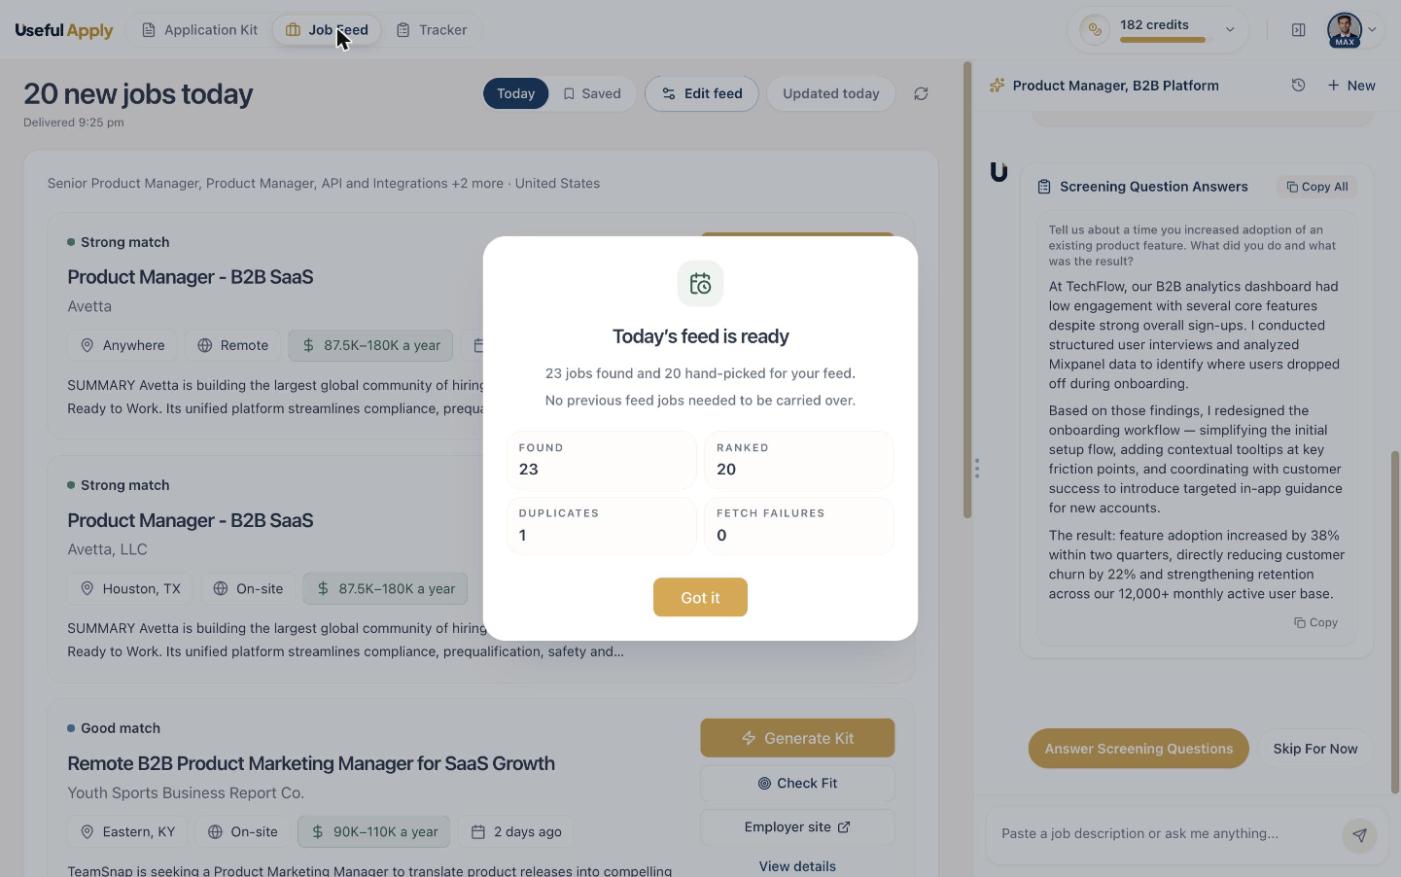 Useful Apply
Application Kit
Job Feed
Tracker
182 credits
MAX
20 new jobs today
Delivered 9:25 pm
Today
Saved
Edit feed
Updated today
Senior Product Manager, Product Manager, API and Integrations +2 more · United States
Strong match
Product Manager - B2B SaaS
Avetta
Anywhere
Remote
87.5K–180K a year
SUMMARY Avetta is building the largest global community of hiring
Ready to Work. Its unified platform streamlines compliance, prequa
Strong match
Product Manager - B2B SaaS
Avetta, LLC
Houston, TX
On-site
87.5K–180K a year
SUMMARY Avetta is building the largest global community of hiring
Ready to Work. Its unified platform streamlines compliance, prequalification, safety and...
Good match
Remote B2B Product Marketing Manager for SaaS Growth
Youth Sports Business Report Co.
Eastern, KY
On-site
90K–110K a year
2 days ago
TeamSnap is seeking a Product Marketing Manager to translate product releases into compelling
Generate Kit
Check Fit
Employer site
View details
Today's feed is ready
23 jobs found and 20 hand-picked for your feed.
No previous feed jobs needed to be carried over.
FOUND
23
RANKED
20
DUPLICATES
1
FETCH FAILURES
0
Got it
Product Manager, B2B Platform
New
U
Screening Question Answers
Copy All
Tell us about a time you increased adoption of an
existing product feature. What did you do and what
was the result?
At TechFlow, our B2B analytics dashboard had
low engagement with several core features
despite strong overall sign-ups. I conducted
structured user interviews and analyzed
Mixpanel data to identify where users dropped
off during onboarding.
Based on those findings, I redesigned the
onboarding workflow — simplifying the initial
setup flow, adding contextual tooltips at key
friction points, and coordinating with customer
success to introduce targeted in-app guidance
for new accounts.
The result: feature adoption increased by 38%
within two quarters, directly reducing customer
churn by 22% and strengthening retention
across our 12,000+ monthly active user base.
Copy
Answer Screening Questions
Skip For Now
Paste a job description or ask me anything...